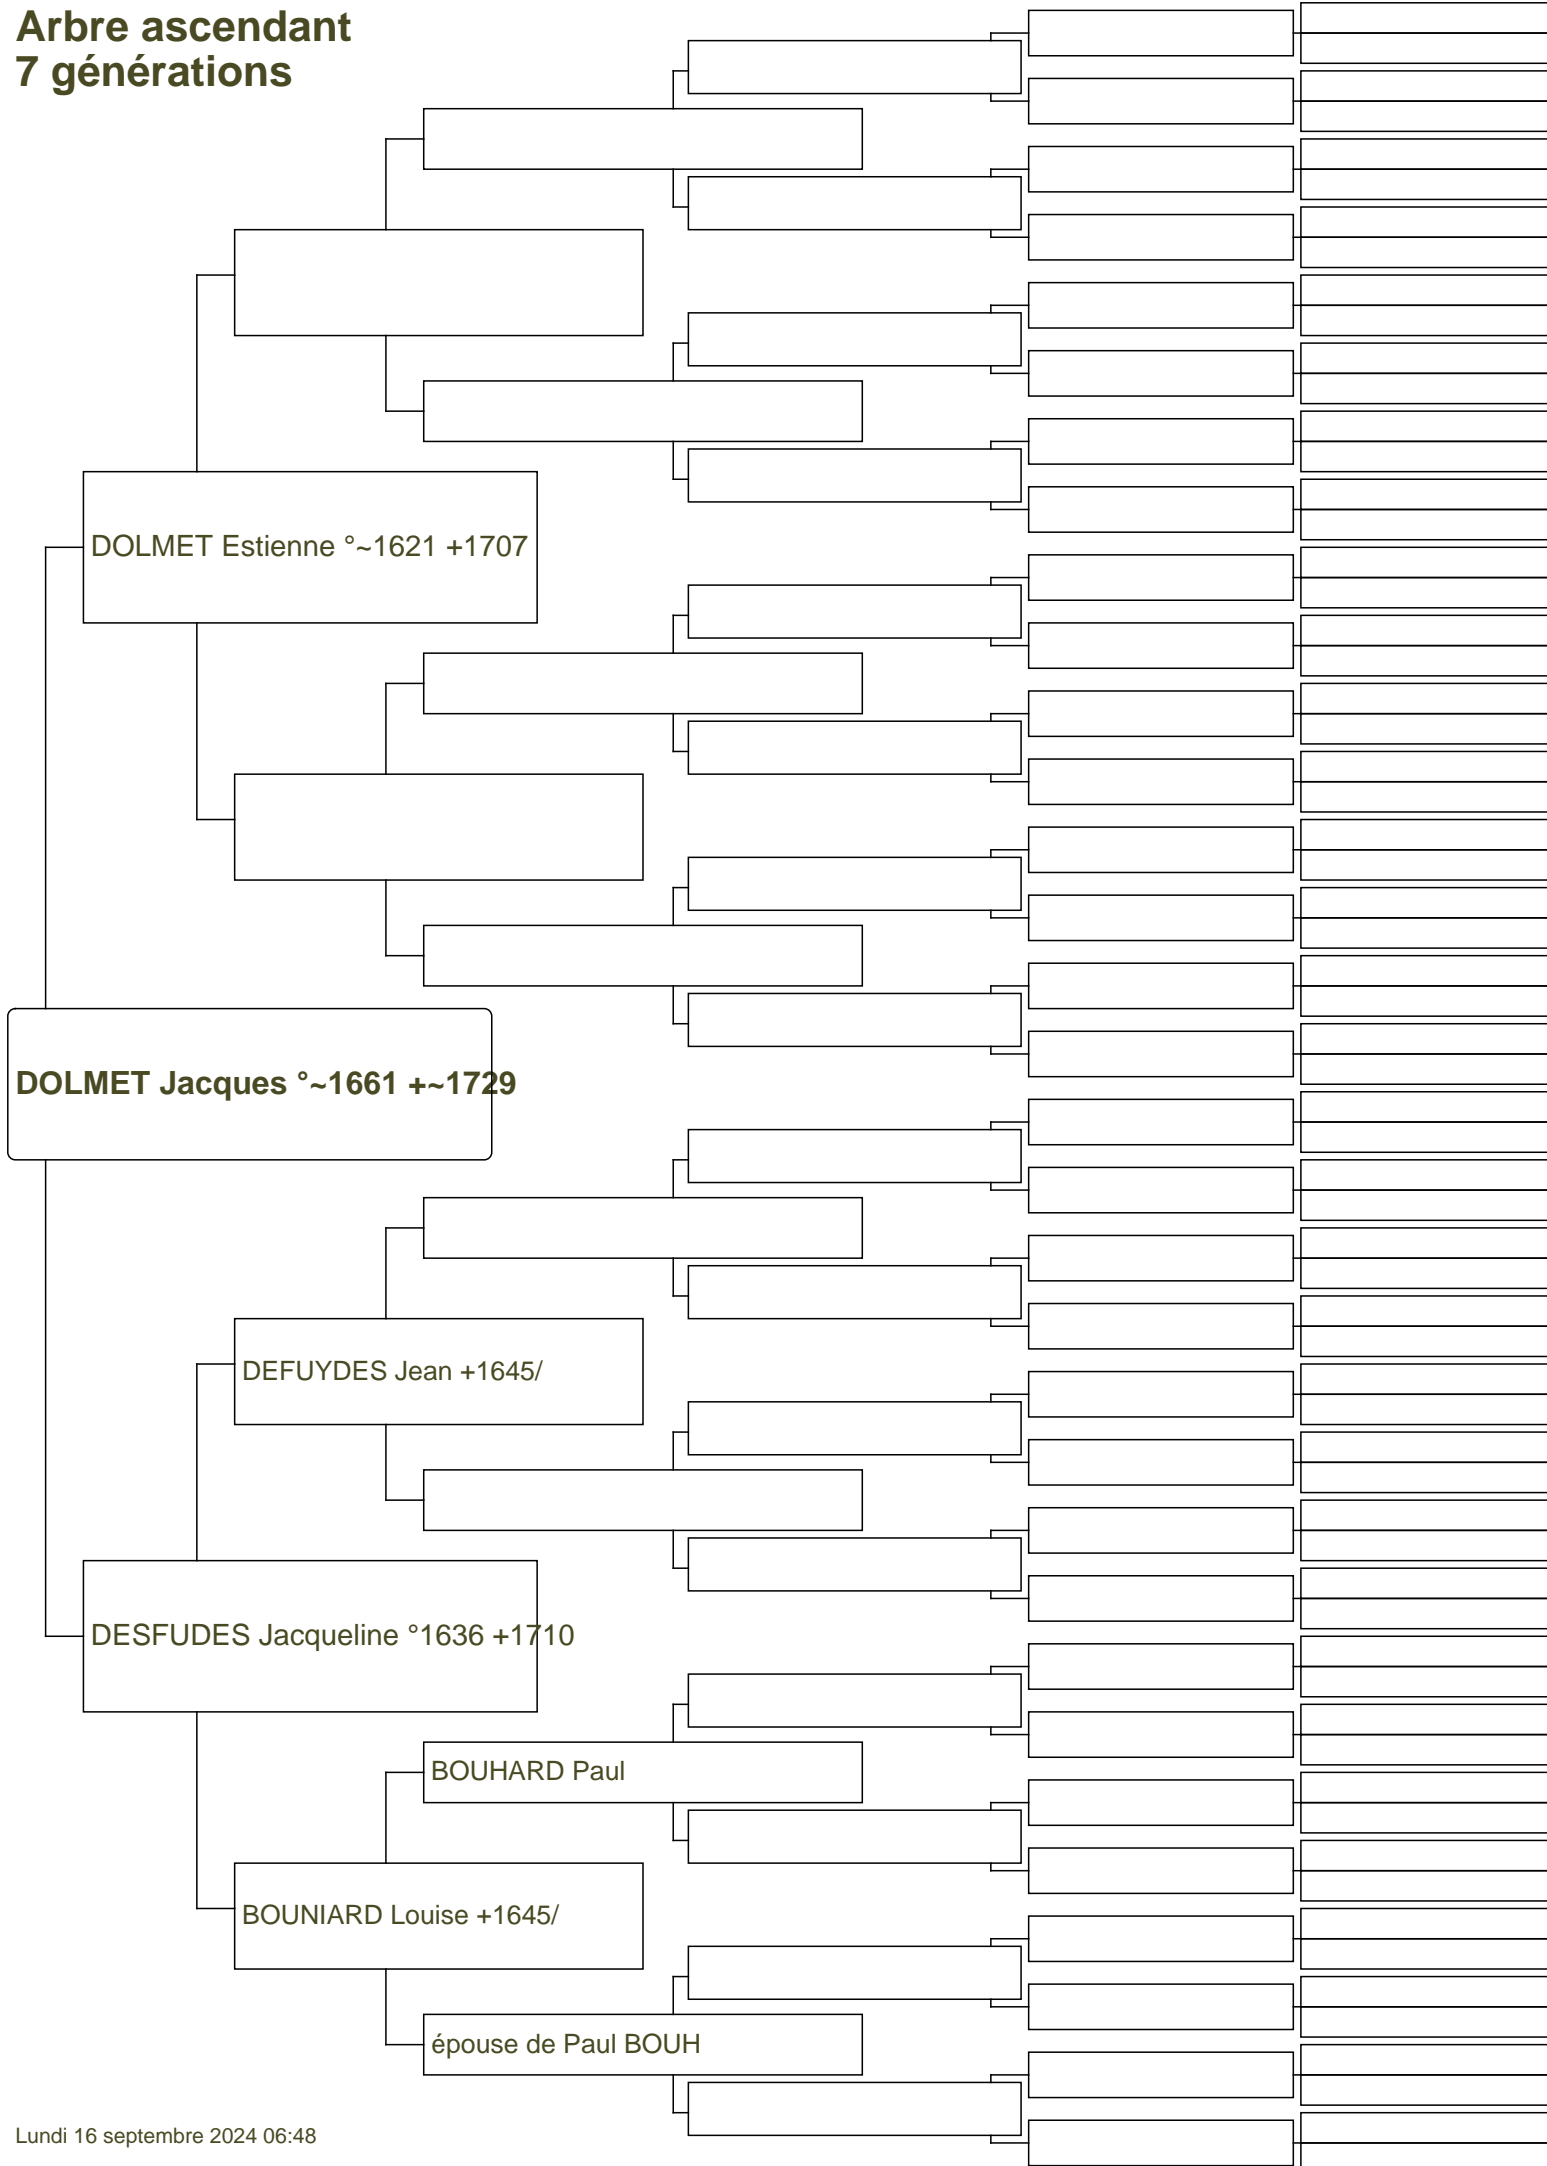 Arbre ascendant
7 générations
DOLMET Estienne °~1621 +1707
DOLMET Jacques °~1661 +~1729
DEFUYDES Jean +1645/
DESFUDES Jacqueline °1636 +1710
BOUHARD Paul
BOUNIARD Louise +1645/
épouse de Paul BOUH
Lundi 16 septembre 2024 06:48